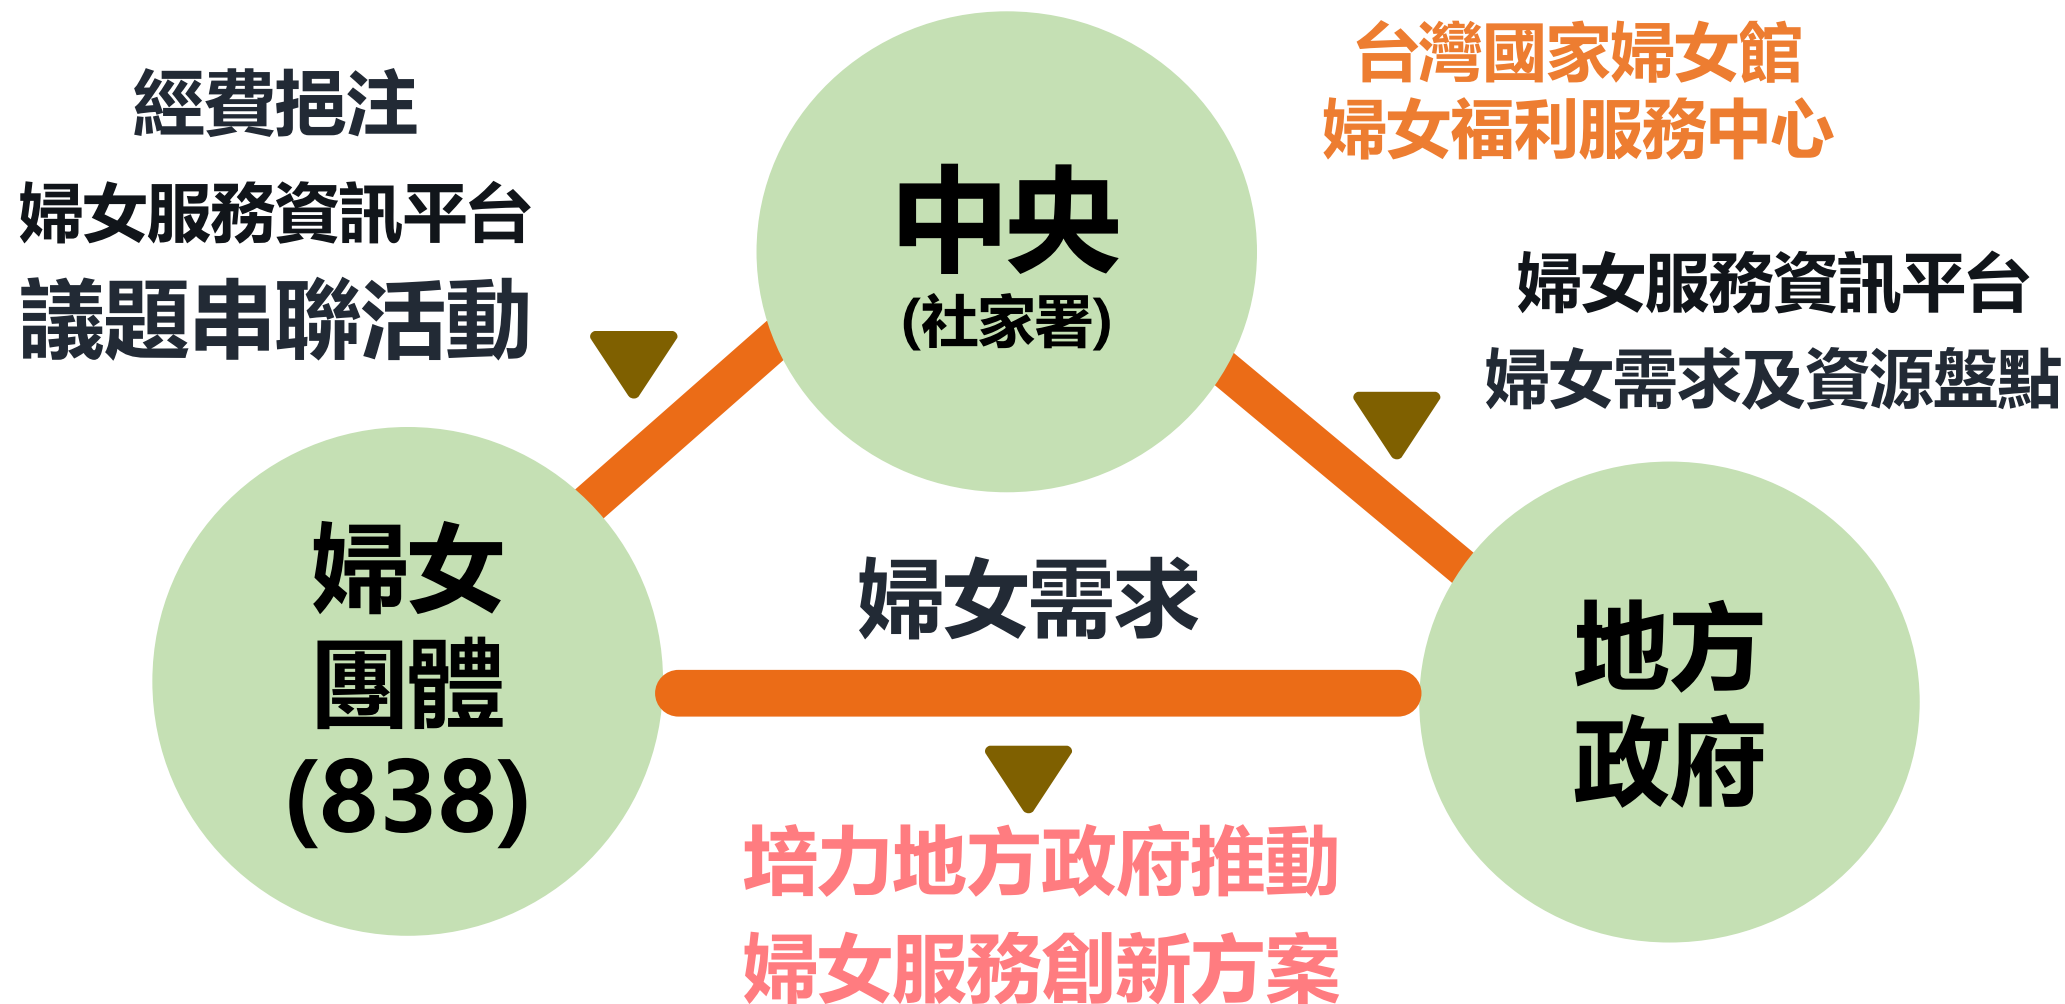 經費挹注
婦女服務資訊平台
議題串聯活動
中央
(社家署)
台灣國家婦女館
婦女福利服務中心
婦女服務資訊平台
婦女需求及資源盤點
婦女
團體
(838)
婦女需求
地方
政府
培力地方政府推動
婦女服務創新方案